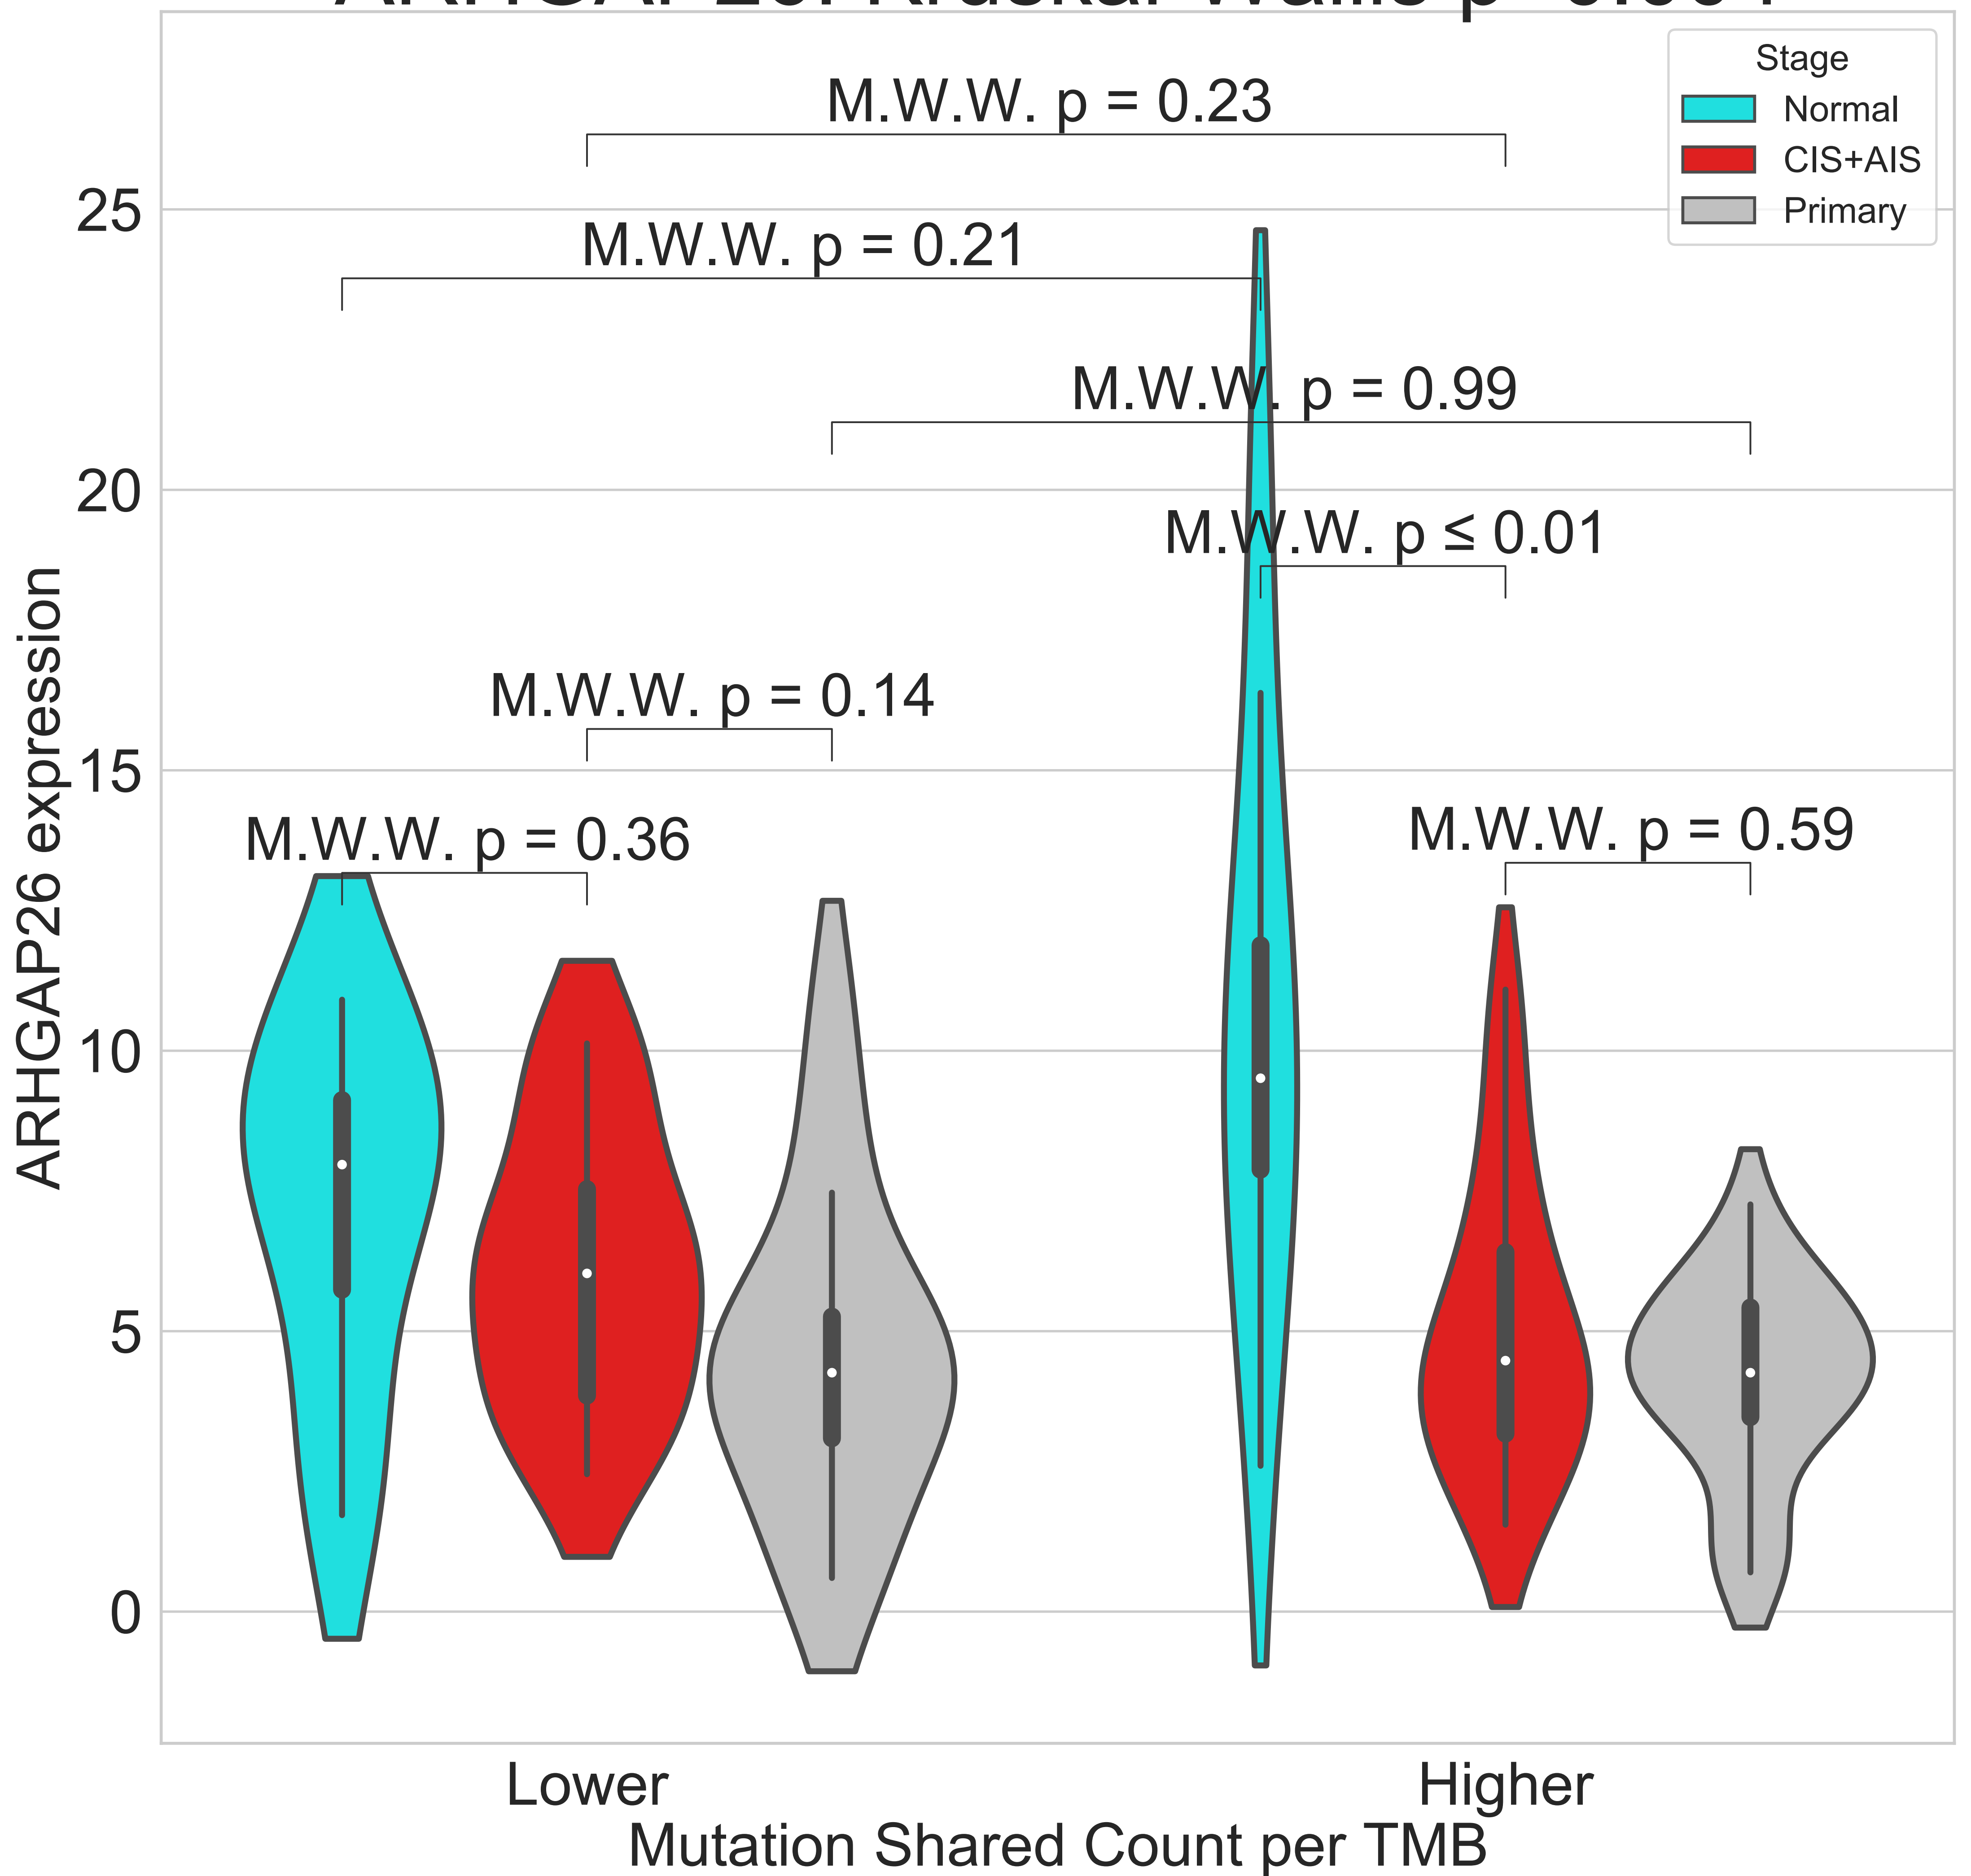 Stage
Normal
CIS+AIS
Primary
M.W.W. p = 0.23
M.W.W. p = 0.21
M.W.W. p = 0.99
M.W.W. p ≤ 0.01
M.W.W. p = 0.14
M.W.W. p = 0.36
M.W.W. p = 0.59
ARHGAP26 expression
25
20
15
10
5
0
Lower
Higher
Mutation Shared Count per TMB